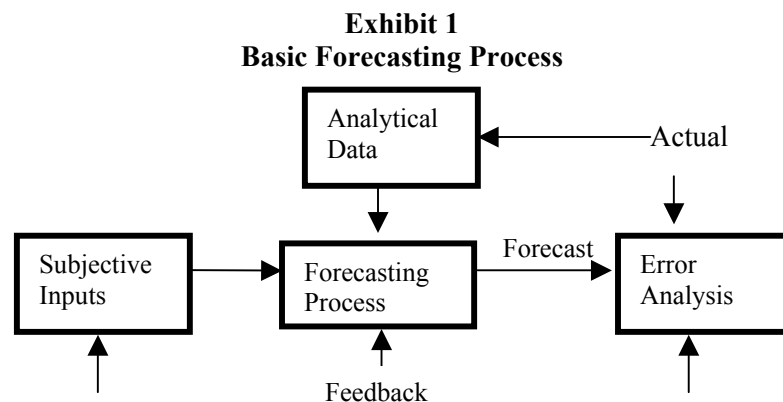 Exhibit 1
Basic Forecasting Process
Analytical
Data
Actual
Subjective
Inputs
Forecasting
Process
Forecast
Error
Analysis
Feedback